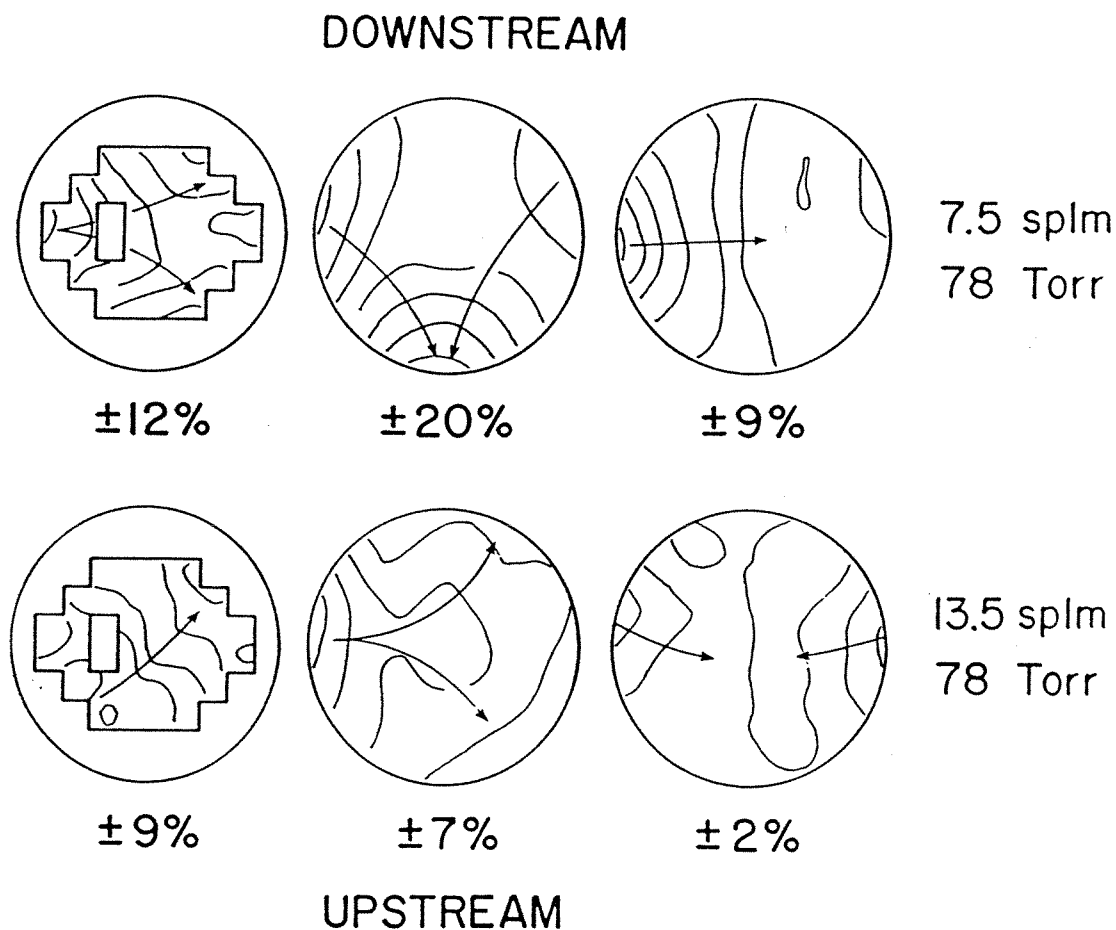 DOWNSTREAM
7.5 splm
78 Torr
±12% ±20% ±9%
13.5 splm
78 Torr
±9% ±7% ±2%
UPSTREAM